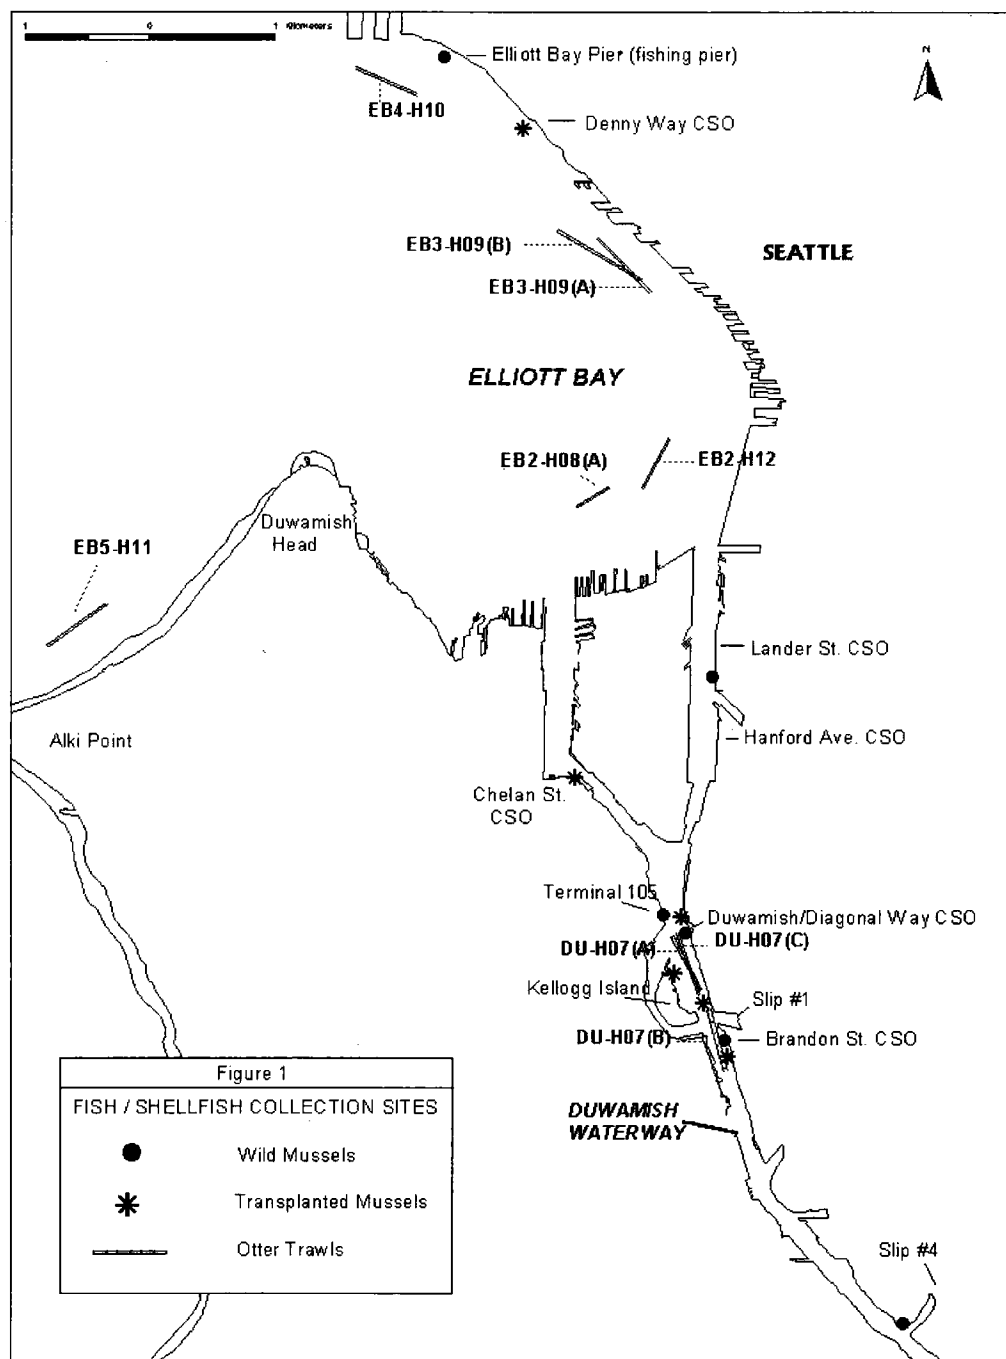 1 0 1 Kilometers
Elliott Bay Pier (fishing pier)
N
EB4-H10
Denny Way CSO
EB3-H09(B)
SEATTLE
EB3-H09(A)
ELLIOTT BAY
EB2-H08(A)
EB2-H12
Duwamish
Head
EB5-H11
Lander St. CSO
Alki Point
Hanford Ave. CSO
Chelan St.
CSO
Terminal 105
Duwamish/Diagonal Way CSO
DU-H07(A)
DU-H07(C)
Kellogg Island
Slip #1
DU-H07(B)
Brandon St. CSO
Figure 1
FISH / SHELLFISH COLLECTION SITES
Wild Mussels
Transplanted Mussels
Otter Trawls
DUWAMISH
WATERWAY
Slip #4